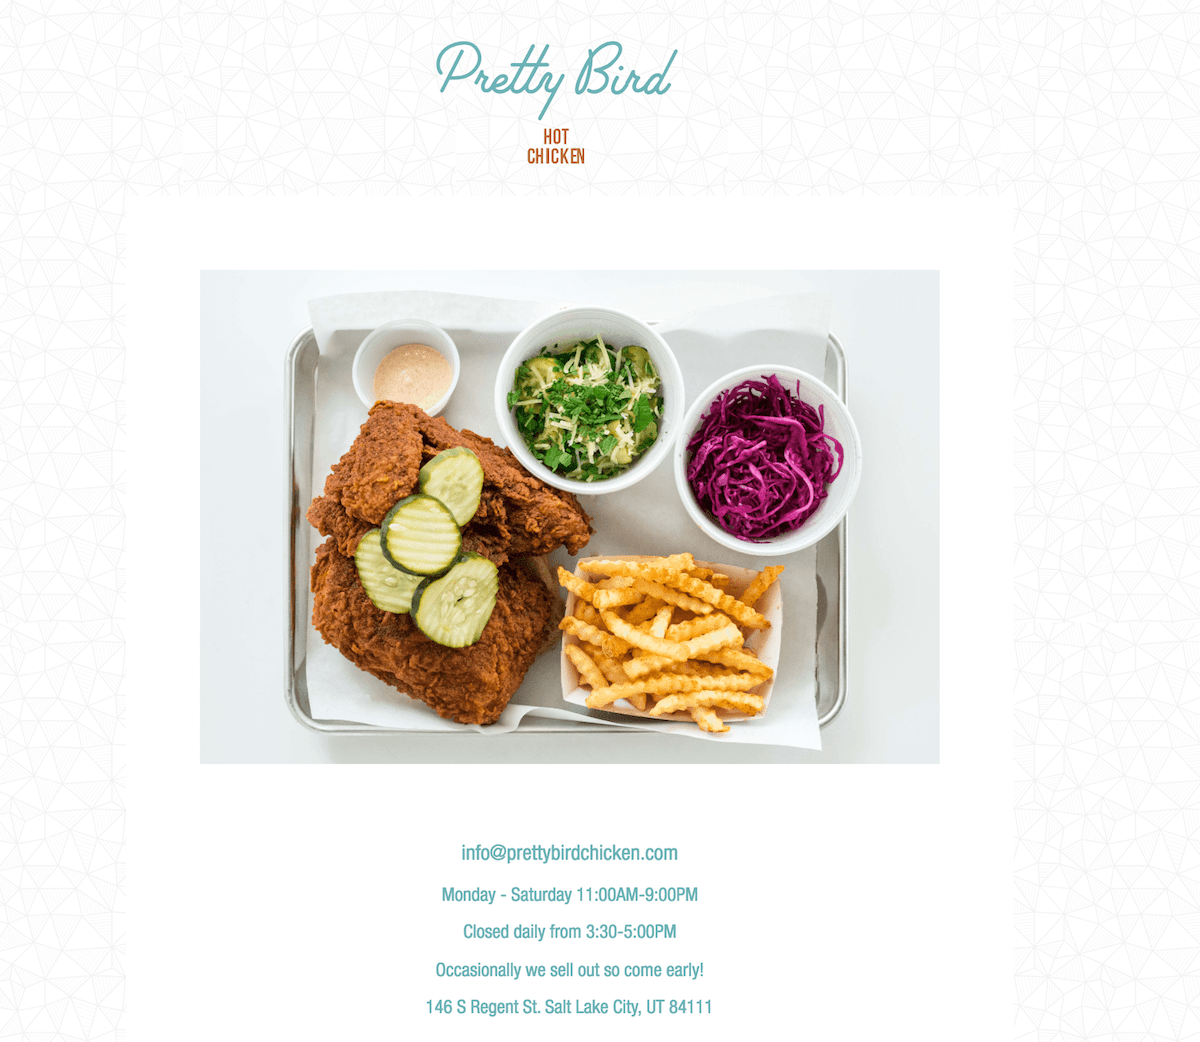 Pretty Bird
HOT
CHICKEN
info@prettybirdchicken.com
Monday - Saturday 11:00AM-9:00PM
Closed daily from 3:30-5:00PM
Occasionally we sell out so come early!
146 S Regent St. Salt Lake City, UT 84111